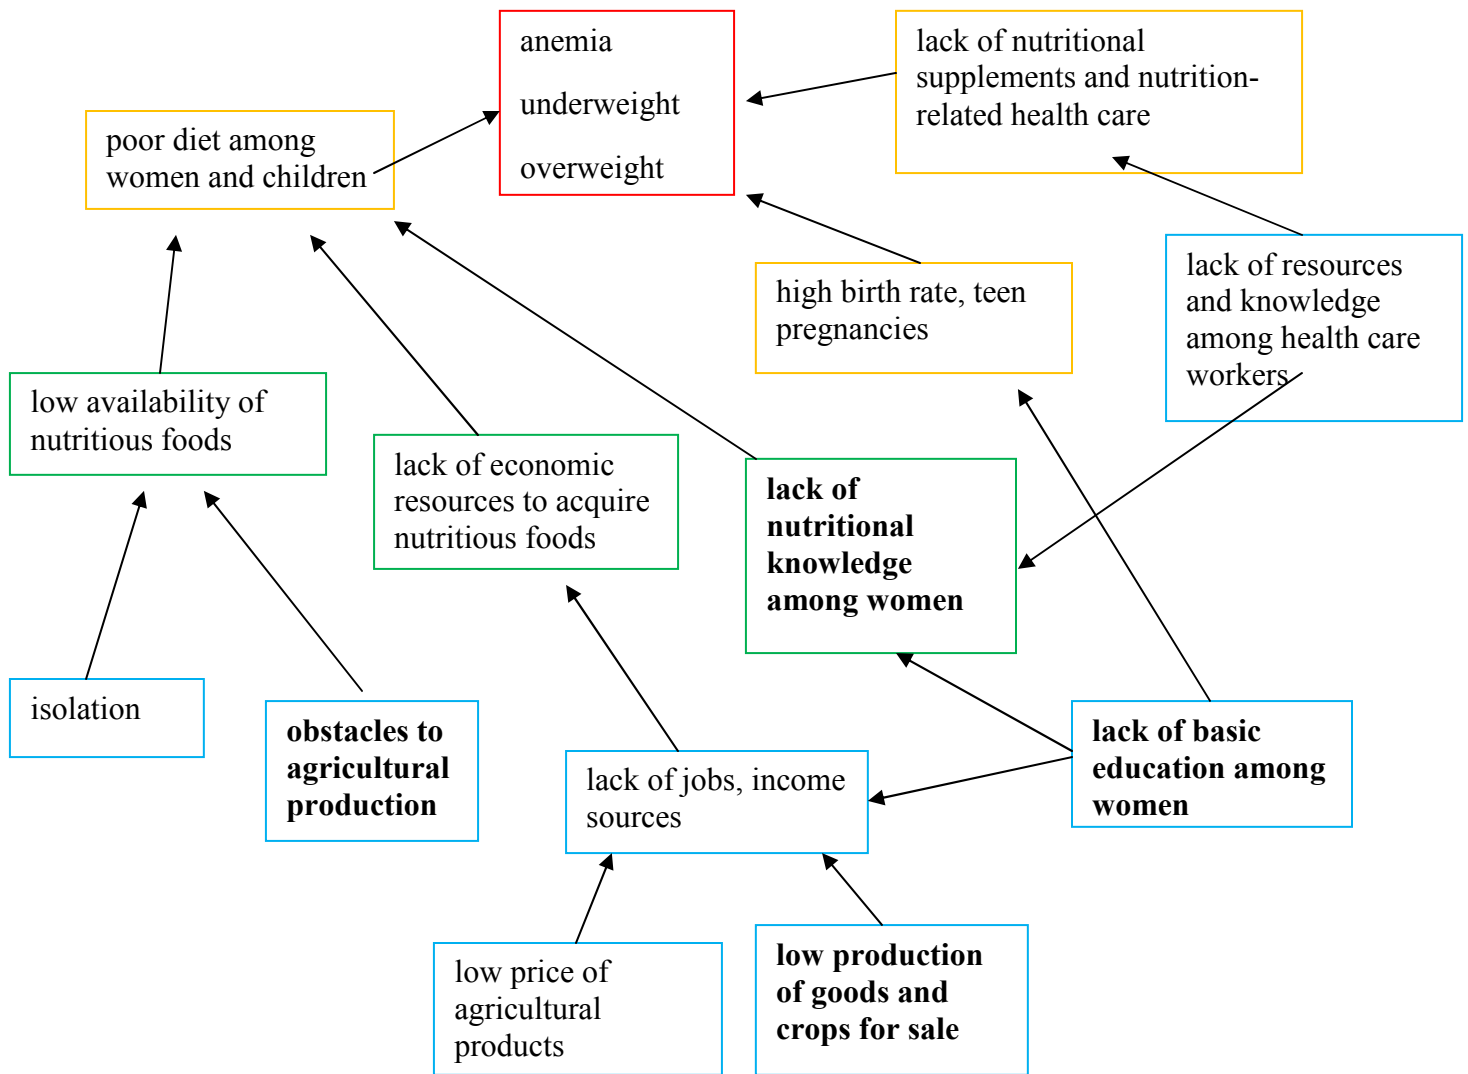 anemia
underweight
overweight
lack of nutritional
supplements and nutrition-
related health care
poor diet among
women and children
high birth rate, teen
pregnancies
lack of resources
and knowledge
among health care
workers
low availability of
nutritious foods
lack of economic
resources to acquire
nutritious foods
lack of
nutritional
knowledge
among women
isolation
obstacles to
agricultural
production
lack of jobs, income
sources
lack of basic
education among
women
low price of
agricultural
products
low production
of goods and
crops for sale